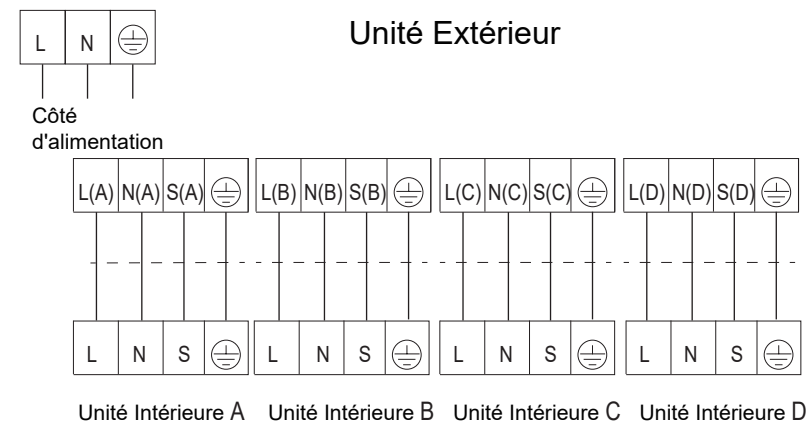 Unité Extérieur
L N
Côté
d'alimentation
L(A) N(A) S(A) L(B) N(B) S(B) L(C) N(C) S(C) L(D) N(D) S(D)
L N S L N S L N S L N S
Unité Intérieure A Unité Intérieure B Unité Intérieure C Unité Intérieure D